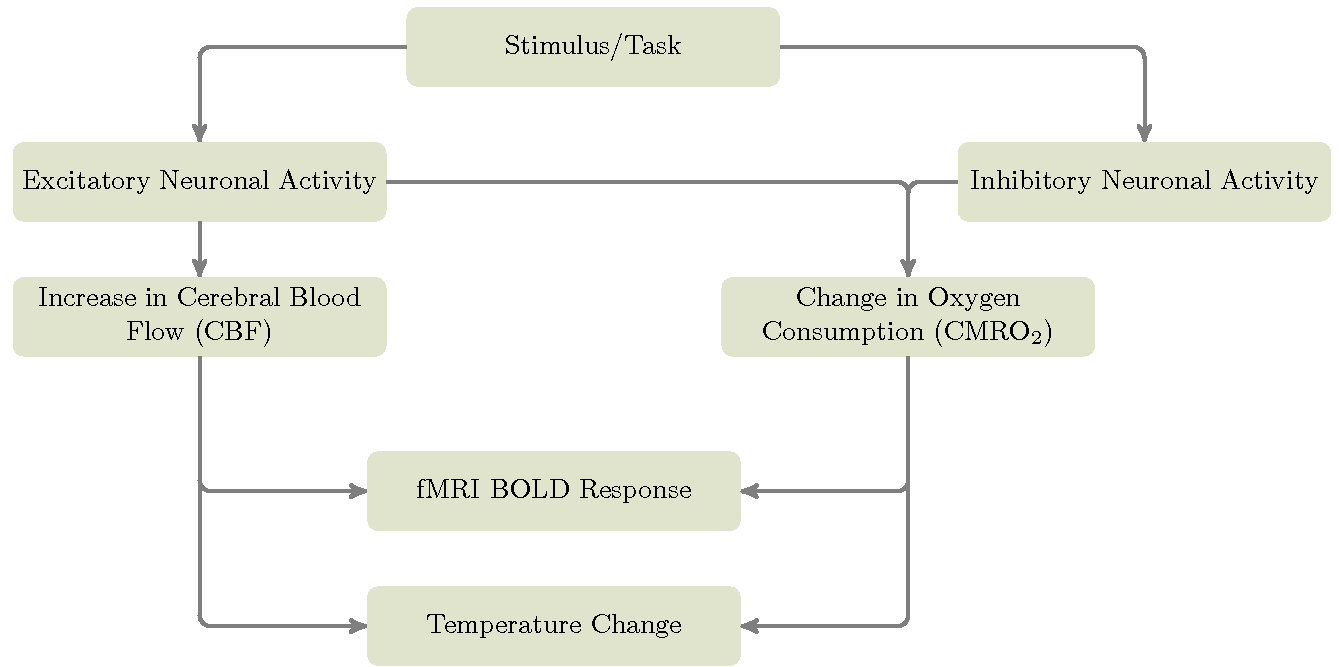 Stimulus/Task
Excitatory Neuronal Activity
Inhibitory Neuronal Activity
Increase in Cerebral Blood
Flow (CBF)
Change in Oxygen
Consumption (CMRO₂)
fMRI BOLD Response
Temperature Change